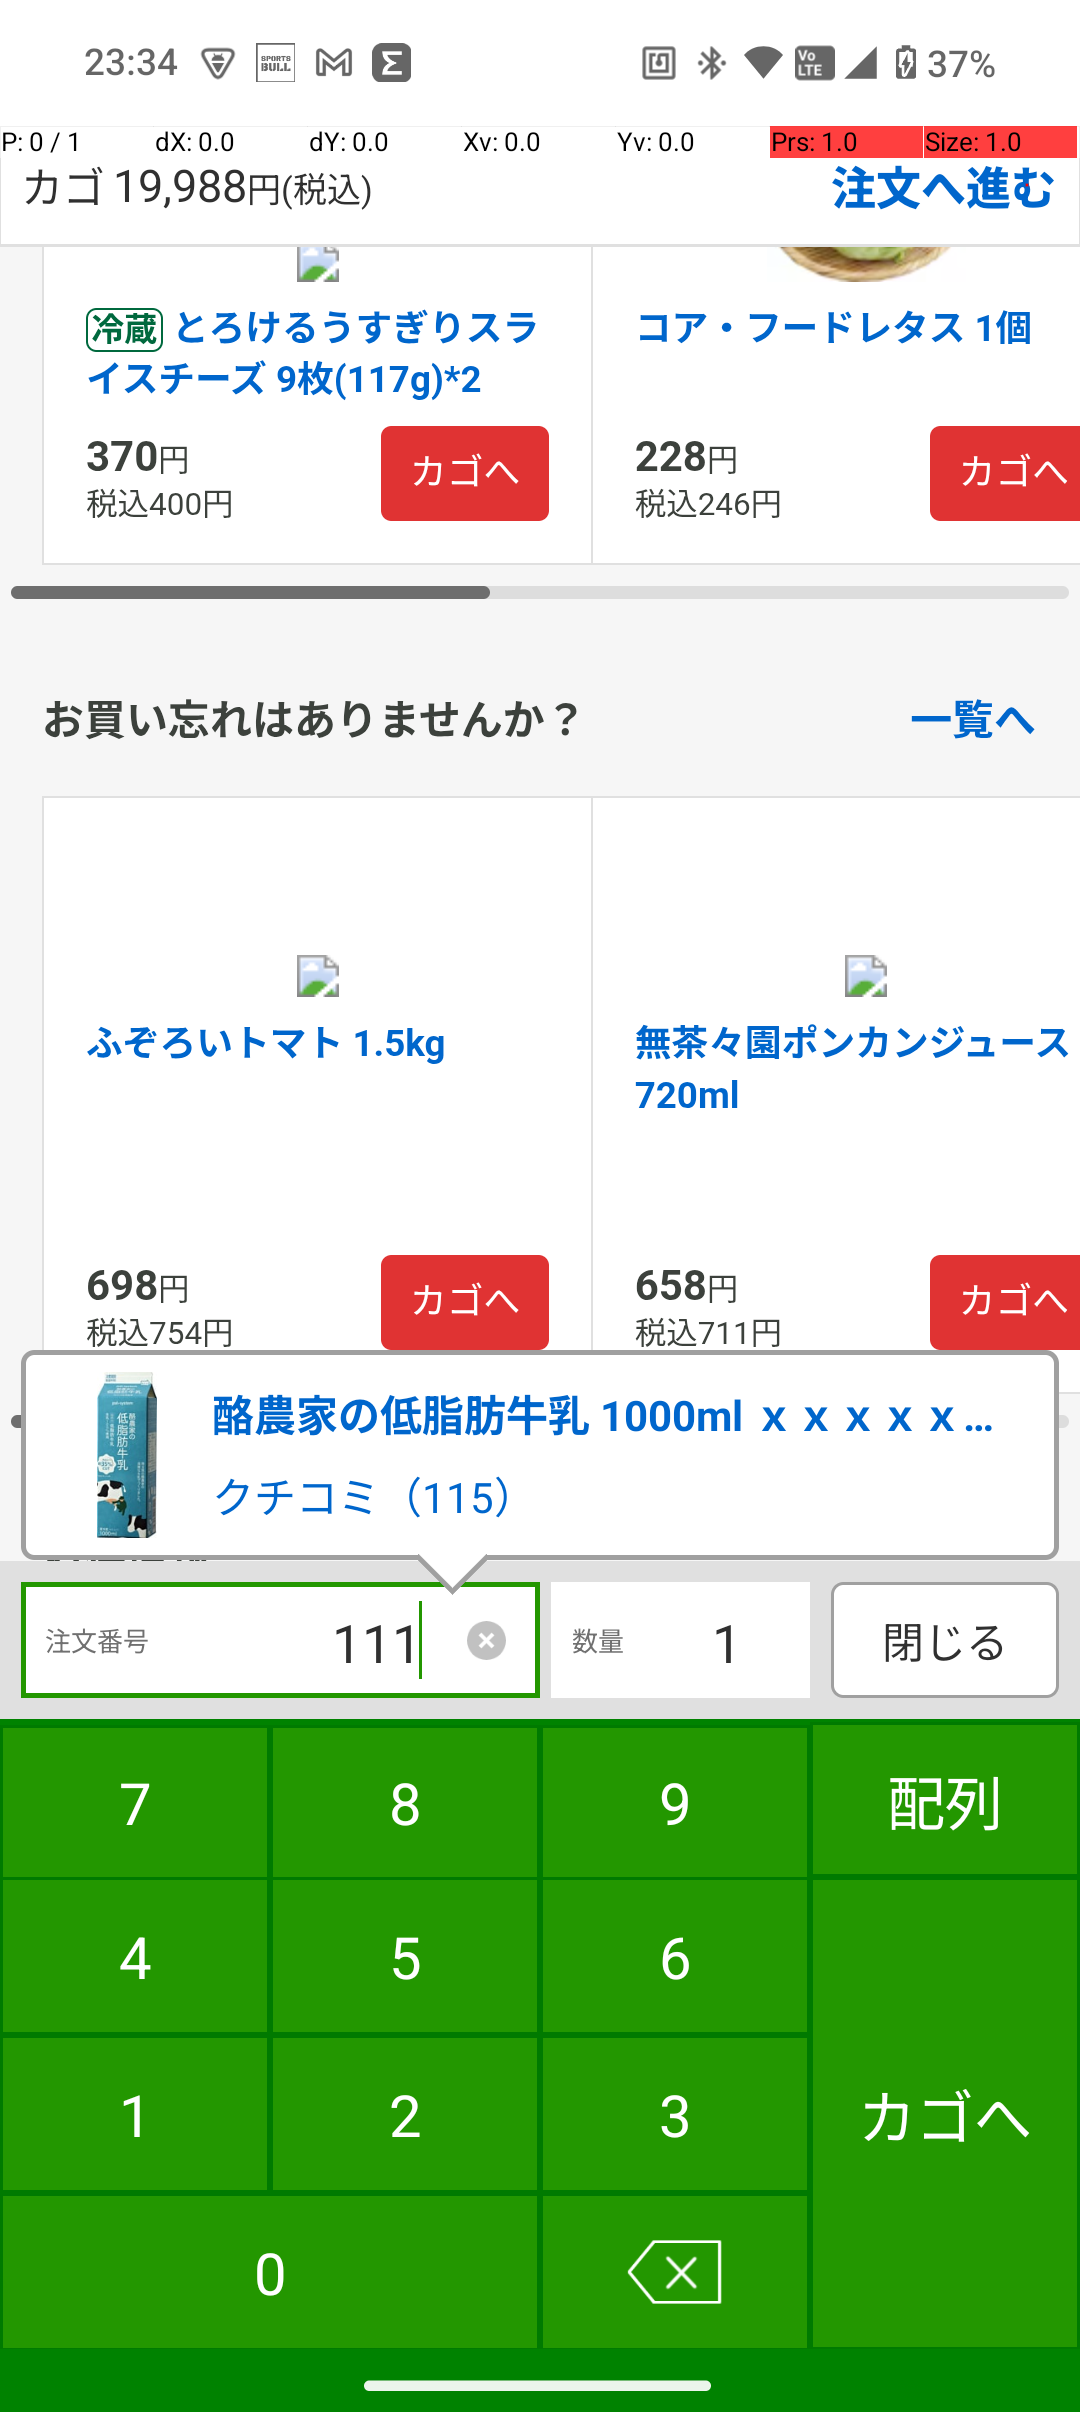 23:34
SPORTS BULL
Vo LTE
37%
P: 0 / 1 dX: 0.0 dY: 0.0 Xv: 0.0 Yv: 0.0 Prs: 1.0 Size: 1.0
カゴ 19,988円(税込) 注文へ進む
冷蔵 とろけるうすぎりスラ
イスチーズ 9枚(117g)*2
370円
税込400円
カゴへ
コア・フードレタス 1個
228円
税込246円
カゴへ
お買い忘れはありませんか？ 一覧へ
ふぞろいトマト 1.5kg
698円
税込754円
カゴへ
無茶々園ポンカンジュース
720ml
658円
税込711円
カゴへ
低脂肪牛乳
酪農家の低脂肪牛乳 1000ml ｘｘｘｘｘ…
クチコミ（115）
注文番号 111 数量 1 閉じる
7 8 9 配列
4 5 6
1 2 3 カゴへ
0